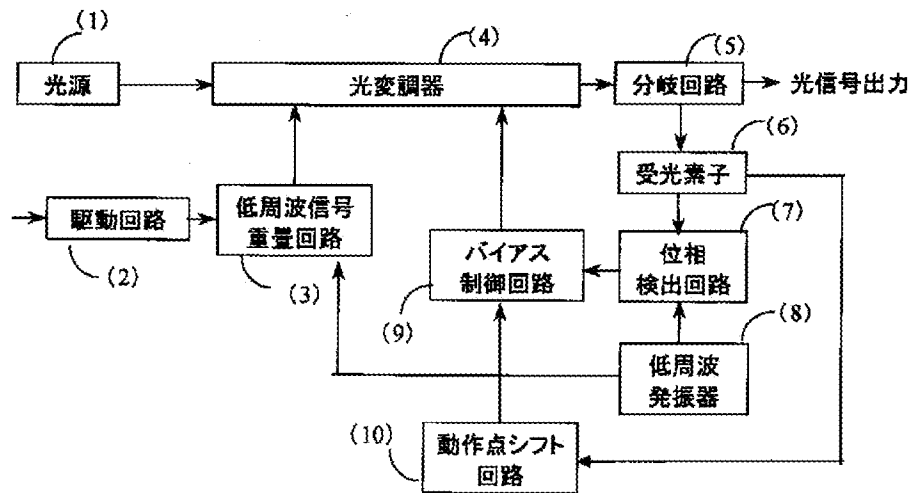 (1)
光源
(4)
光変調器
(5)
分岐回路
光信号出力
(6)
受光素子
駆動回路
(2)
低周波信号
重畳回路
(3)
バイアス
制御回路
(9)
(7)
位相
検出回路
(8)
低周波
発振器
(10)
動作点シフト
回路